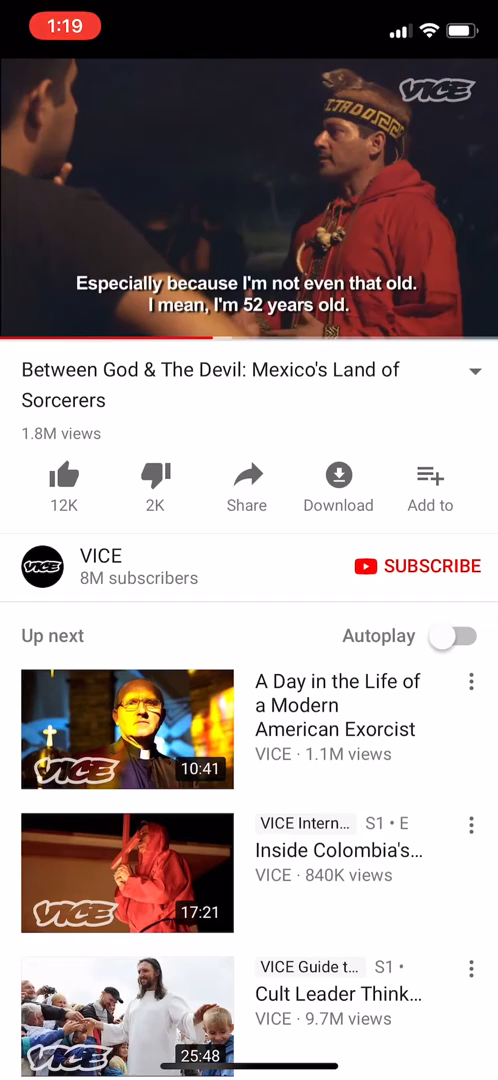 1:19
VICE
ITADO
Especially because I'm not even that old.
I mean, I'm 52 years old.
Between God & The Devil: Mexico's Land of
Sorcerers
1.8M views
12K
2K
Share
Download
Add to
VICE
VICE
8M subscribers
SUBSCRIBE
Up next
Autoplay
VICE
10:41
A Day in the Life of
a Modern
American Exorcist
VICE · 1.1M views
VICE
17:21
VICE Intern... S1 • E
Inside Colombia's...
VICE · 840K views
VICE
25:48
VICE Guide t... S1 •
Cult Leader Think...
VICE · 9.7M views